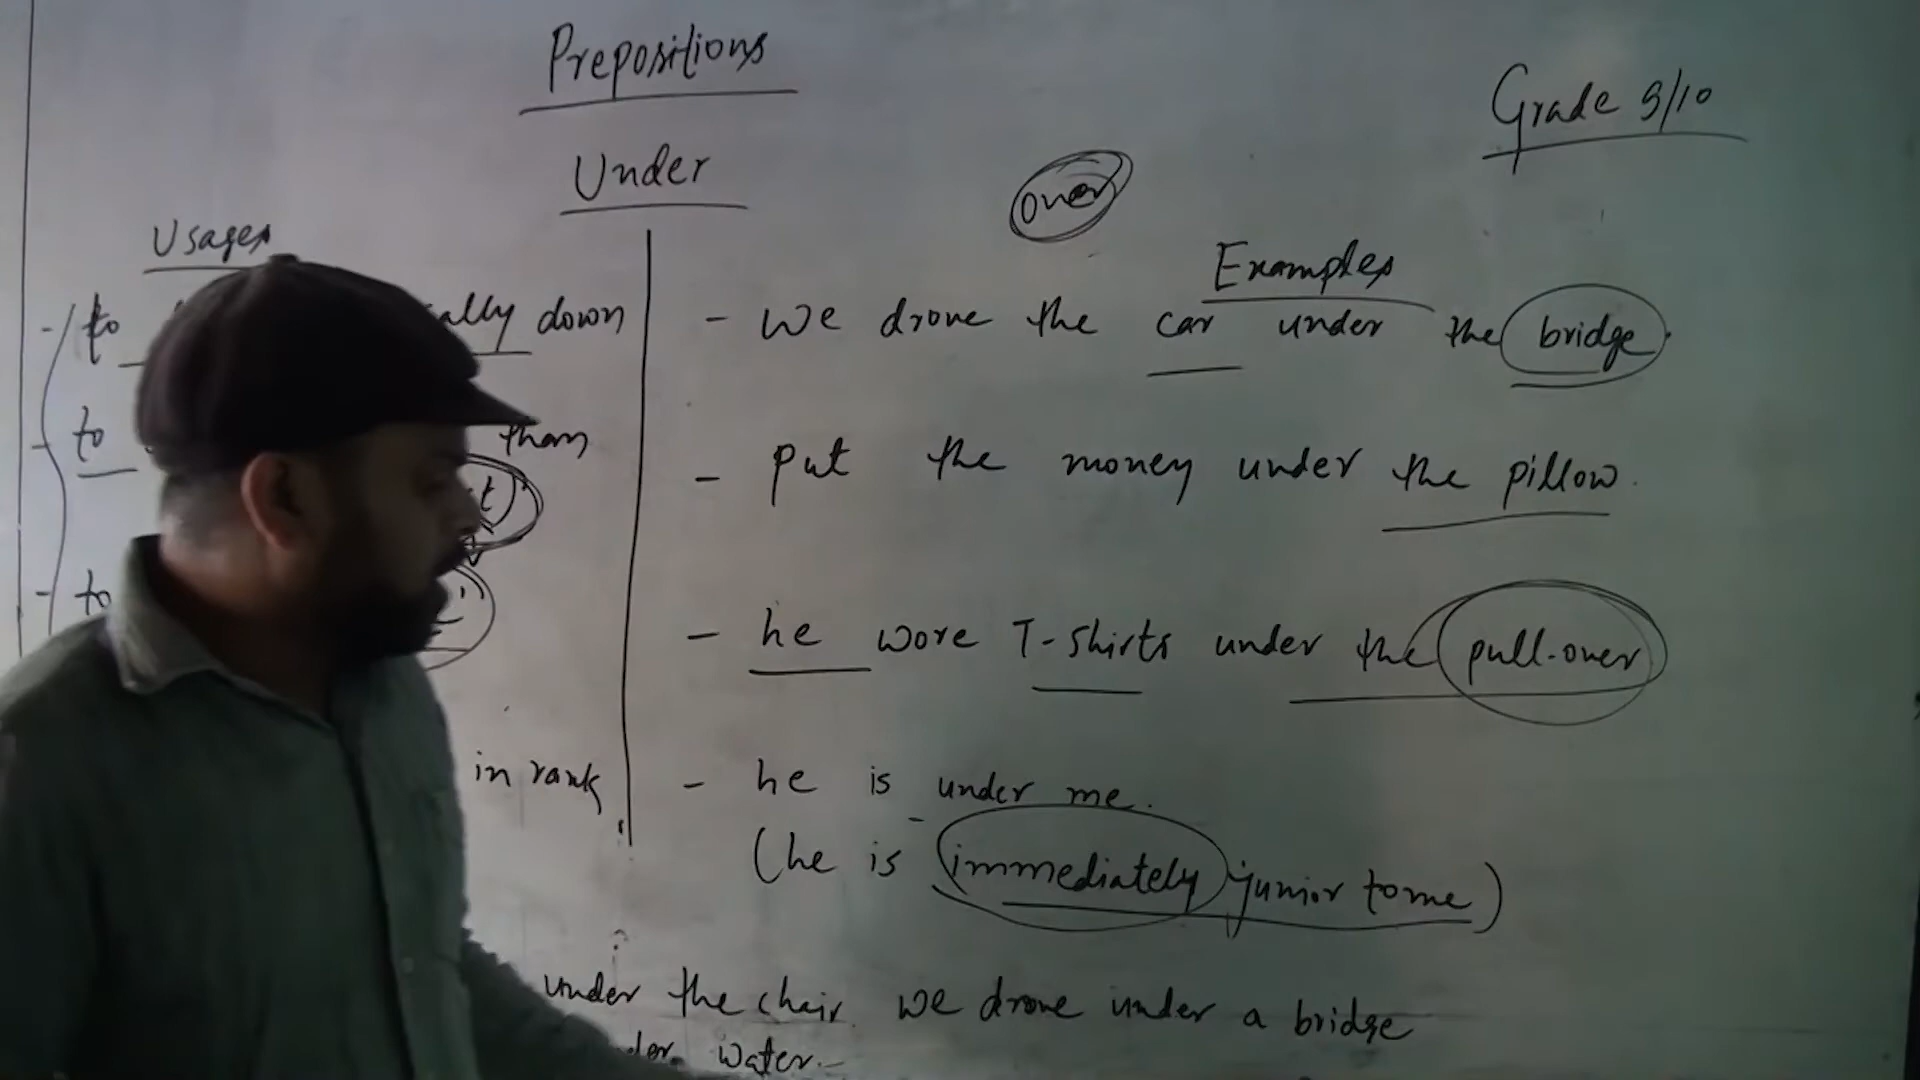 Prepositions
Grade 9/10
Under
over
Usages
Examples
- to down
- We drove the car under the bridge.
- to than
- put the money under the pillow.
- to
- he wore T-shirts under the pull-over
in rank
- he is under me.
(he is immediately junior to me)
under the chair. We drove under a bridge
water.